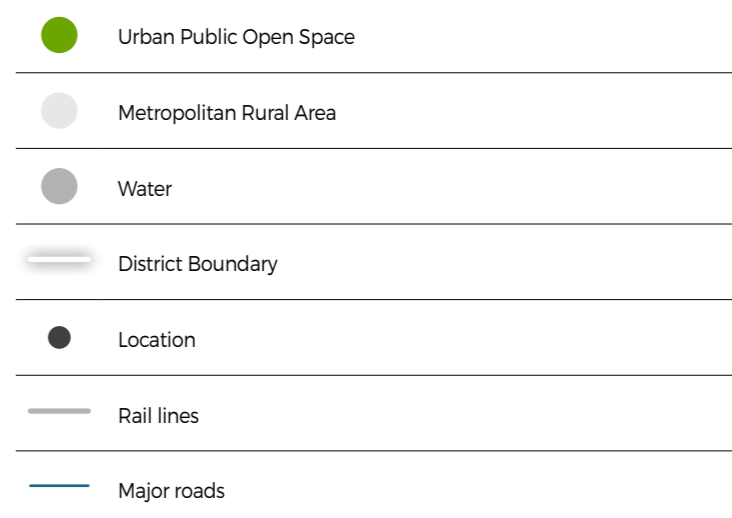 Urban Public Open Space
Metropolitan Rural Area
Water
District Boundary
Location
Rail lines
Major roads